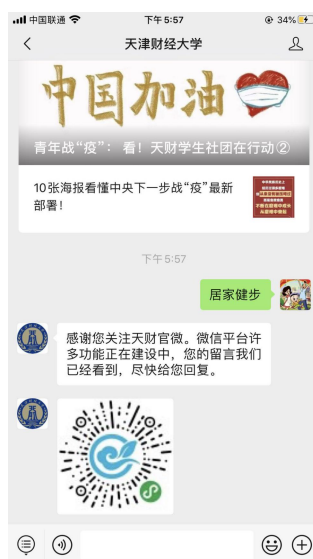 中国联通
下午5:57
34%
天津财经大学
中国加油
青年战“疫”：看！天财学生社团在行动②
10张海报看懂中央下一步战“疫”最新
部署！
下午5:57
居家健步
感谢您关注天财官微。微信平台许
多功能正在建设中，您的留言我们
已经看到，尽快给您回复。